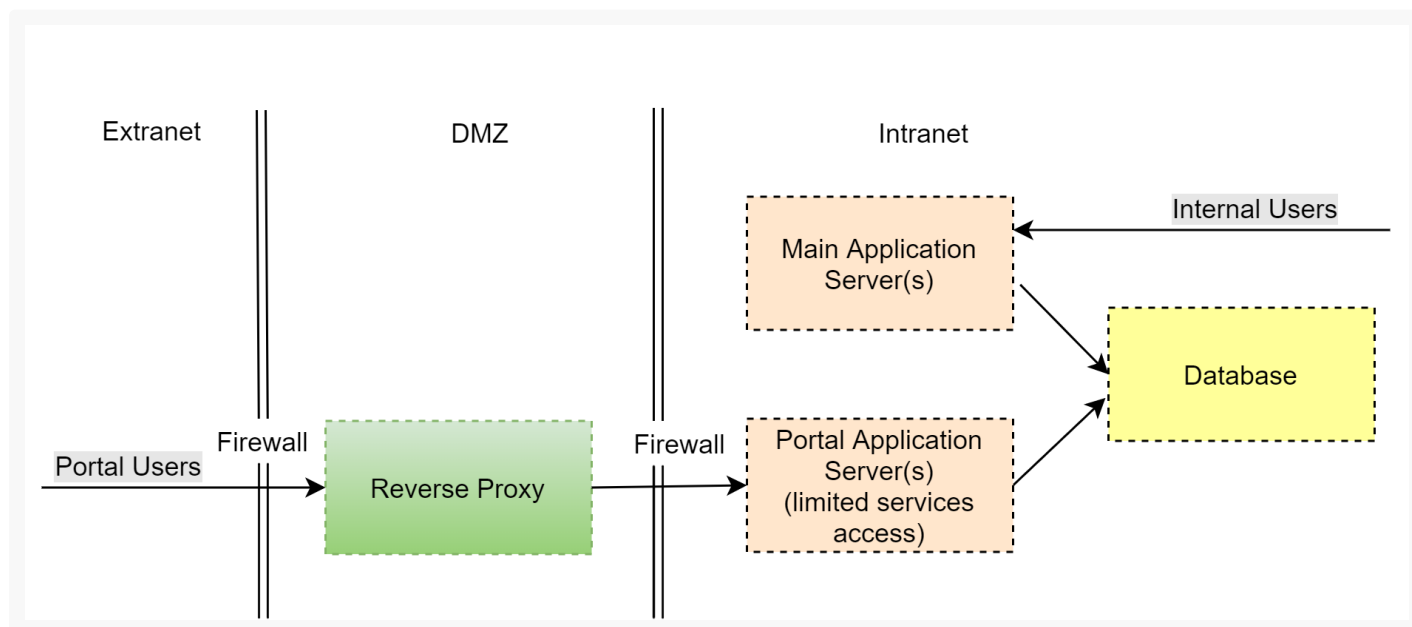 Extranet
DMZ
Intranet
Internal Users
Main Application
Server(s)
Database
Firewall
Portal Users
Reverse Proxy
Firewall
Portal Application
Server(s)
(limited services
access)